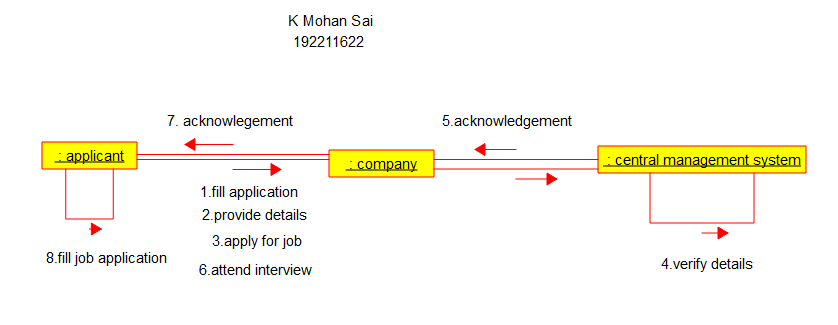 K Mohan Sai
192211622
7. acknowlegement
5.acknowledgement
: applicant
: company
: central management system
1.fill application
2.provide details
3.apply for job
6.attend interview
8.fill job application
4.verify details